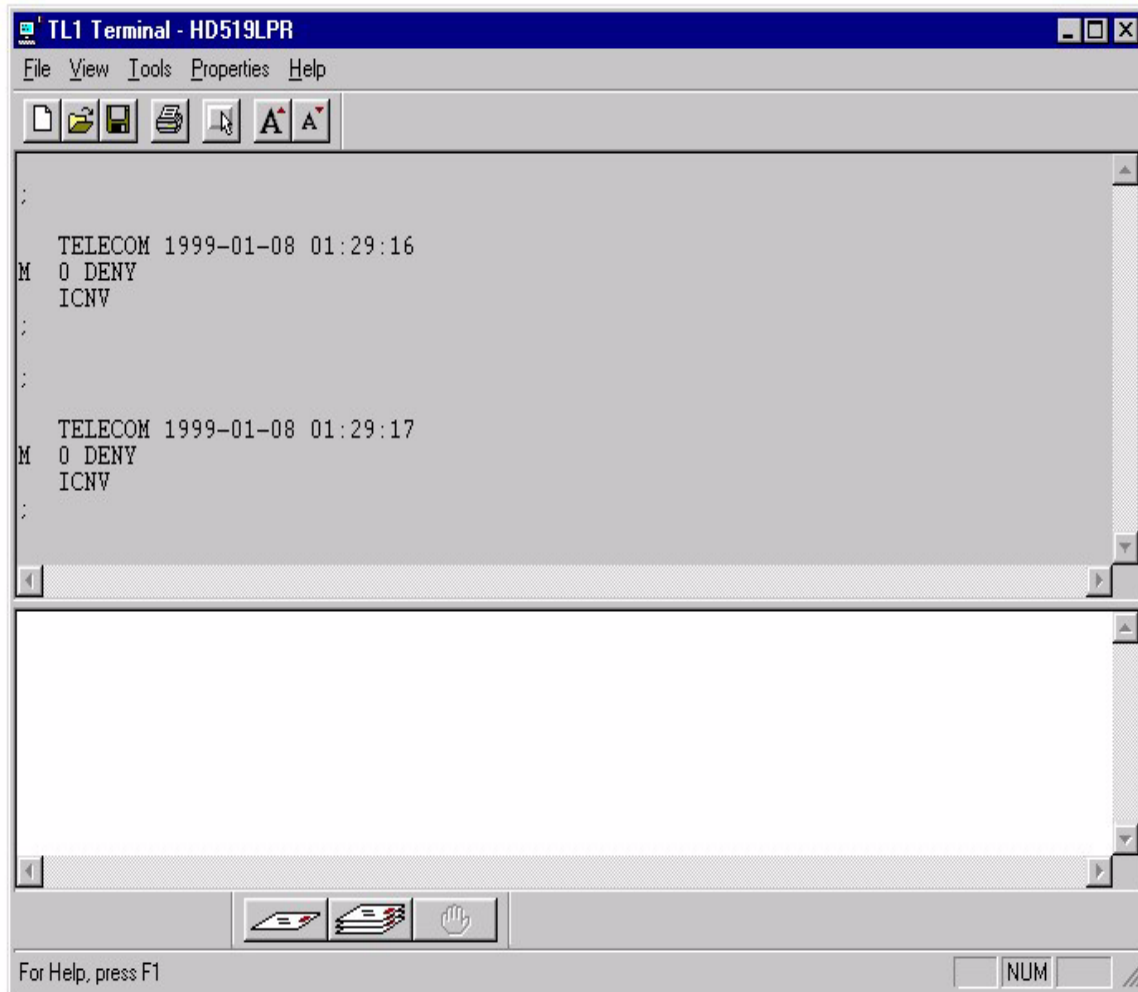 TL1 Terminal - HD519LPR
File View Tools Properties Help
A A
;
TELECOM 1999-01-08 01:29:16
M 0 DENY
ICNV
;
;
TELECOM 1999-01-08 01:29:17
M 0 DENY
ICNV
;
For Help, press F1
NUM